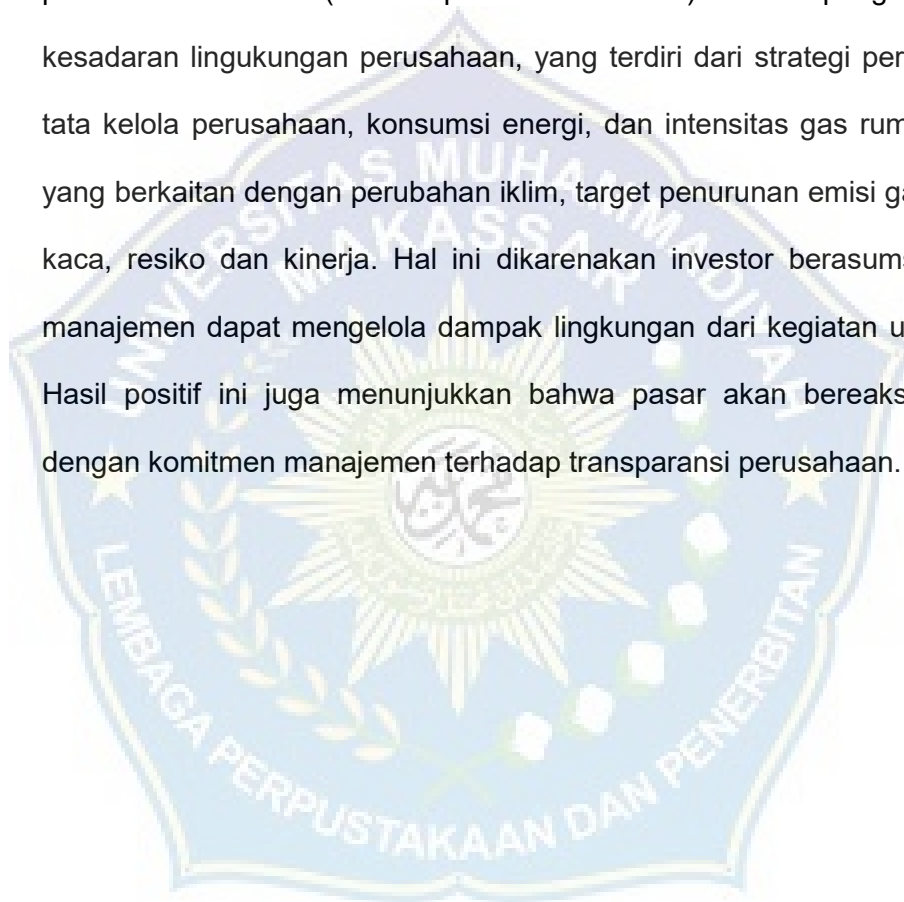 kesadaran lingukungan perusahaan, yang terdiri dari strategi per
tata kelola perusahaan, konsumsi energi, dan intensitas gas rum
yang berkaitan dengan perubahan iklim, target penurunan emisi ga
kaca, resiko dan kinerja. Hal ini dikarenakan investor berasums
manajemen dapat mengelola dampak lingkungan dari kegiatan u
Hasil positif ini juga menunjukkan bahwa pasar akan bereaks
dengan komitmen manajemen terhadap transparansi perusahaan.
UNIVERSITAS MUHAMMADIYAH
MAKASSAR
LEMBAGA PERPUSTAKAAN DAN PENERBITAN